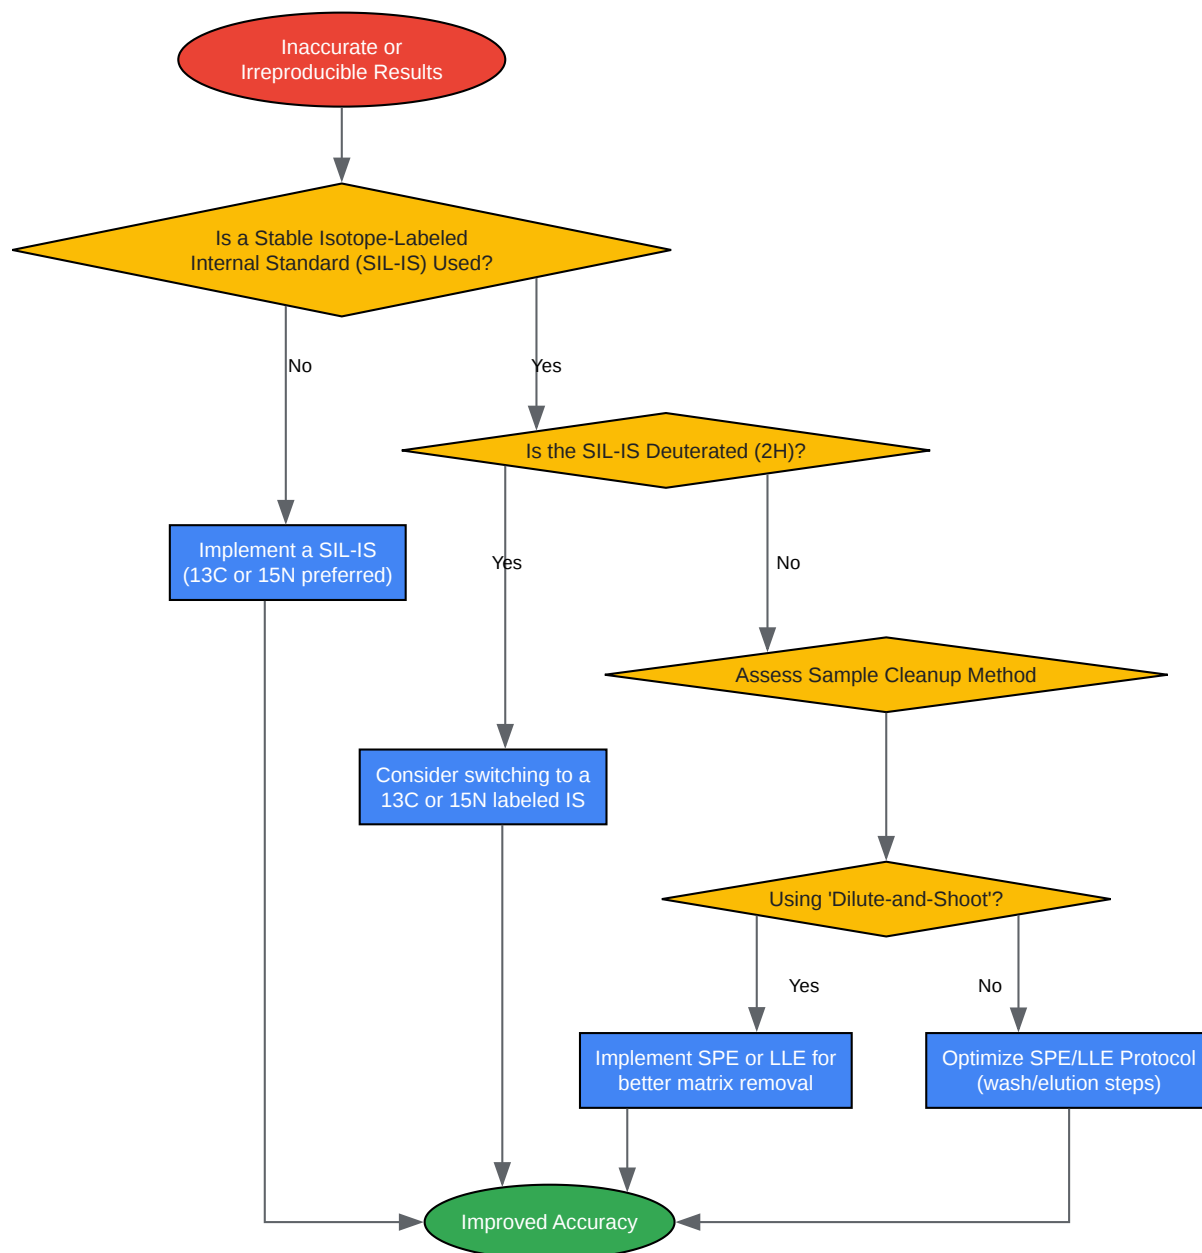 Inaccurate or
Irreproducible Results
Is a Stable Isotope-Labeled
Internal Standard (SIL-IS) Used?
No
Yes
Is the SIL-IS Deuterated (2H)?
Implement a SIL-IS
(13C or 15N preferred)
Yes
No
Assess Sample Cleanup Method
Consider switching to a
13C or 15N labeled IS
Using 'Dilute-and-Shoot'?
Yes
No
Implement SPE or LLE for
better matrix removal
Optimize SPE/LLE Protocol
(wash/elution steps)
Improved Accuracy